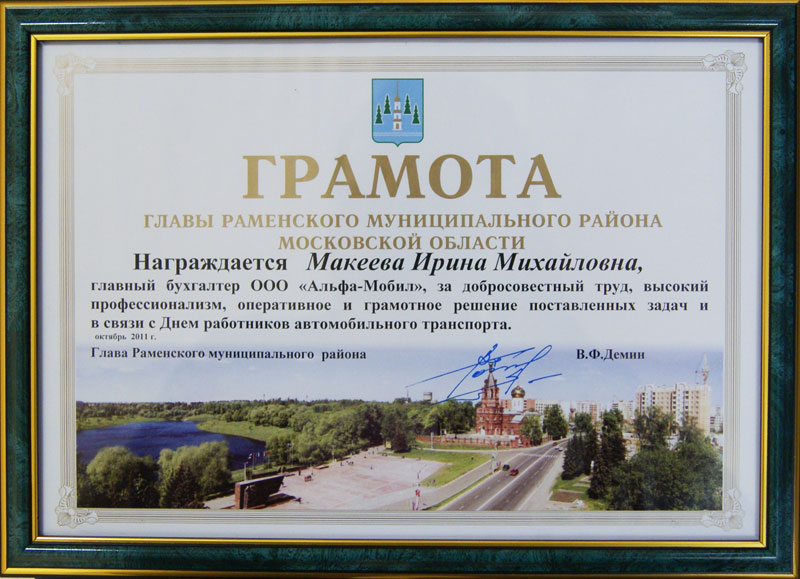 ГРАМОТА
ГЛАВЫ РАМЕНСКОГО МУНИЦИПАЛЬНОГО РАЙОНА
МОСКОВСКОЙ ОБЛАСТИ
Награждается Макеева Ирина Михайловна,
главный бухгалтер ООО «Альфа-Мобил», за добросовестный труд, высокий
профессионализм, оперативное и грамотное решение поставленных задач и
в связи с Днем работников автомобильного транспорта.
октябрь 2011 г.
Глава Раменского муниципального района В.Ф.Демин